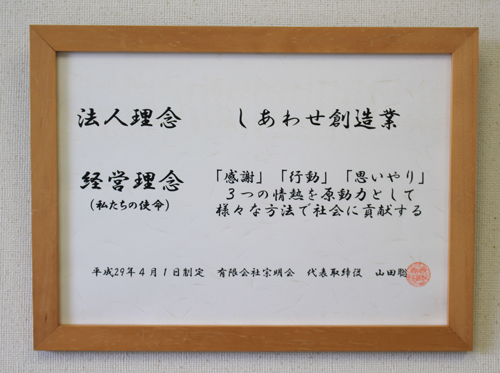 法人理念　しあわせ創造業
経営理念　「感謝」「行動」「思いやり」
（私たちの使命）　3つの情熱を原動力として
様々な方法で社会に貢献する
平成29年4月1日制定　有限会社宗明会　代表取締役　山田聡